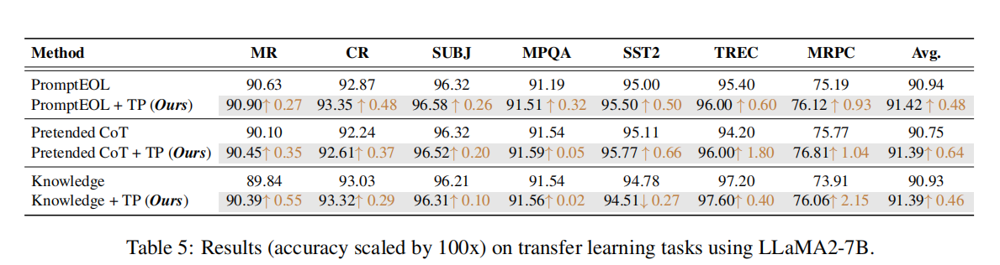 Method MR CR SUBJ MPQA SST2 TREC MRPC Avg.
PromptEOL 90.63 92.87 96.32 91.19 95.00 95.40 75.19 90.94
PromptEOL + TP (Ours) 90.90↑ 0.27 93.35 ↑ 0.48 96.58 ↑ 0.26 91.51 ↑ 0.32 95.50 ↑ 0.50 96.00 ↑ 0.60 76.12 ↑ 0.93 91.42 ↑ 0.48
Pretended CoT 90.10 92.24 96.32 91.54 95.11 94.20 75.77 90.75
Pretended CoT + TP (Ours) 90.45↑ 0.35 92.61↑ 0.37 96.52↑ 0.20 91.59↑ 0.05 95.77 ↑ 0.66 96.00↑ 1.80 76.81↑ 1.04 91.39↑ 0.64
Knowledge 89.84 93.03 96.21 91.54 94.78 97.20 73.91 90.93
Knowledge + TP (Ours) 90.39↑ 0.55 93.32↑ 0.29 96.31↑ 0.10 91.56↑ 0.02 94.51↓ 0.27 97.60↑ 0.40 76.06↑ 2.15 91.39↑ 0.46
Table 5: Results (accuracy scaled by 100x) on transfer learning tasks using LLaMA2-7B.